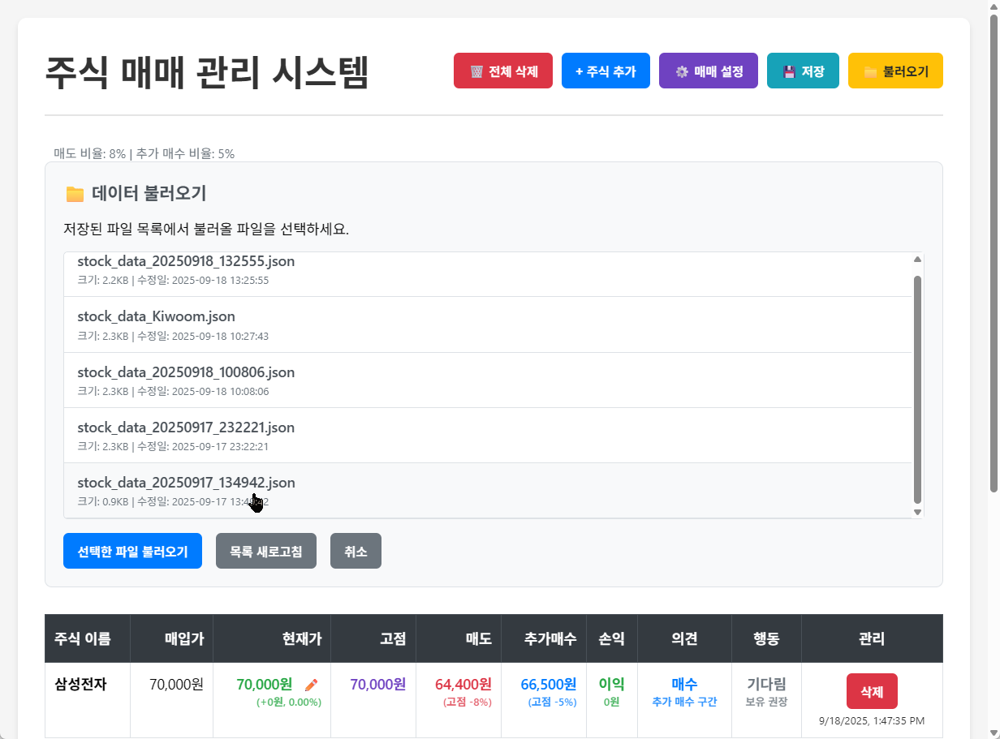 주식 매매 관리 시스템
전체 삭제
+ 주식 추가
매매 설정
저장
불러오기
매도 비율: 8% | 추가 매수 비율: 5%
데이터 불러오기
저장된 파일 목록에서 불러올 파일을 선택하세요.
stock_data_20250918_132555.json
크기: 2.2KB | 수정일: 2025-09-18 13:25:55
stock_data_Kiwoom.json
크기: 2.3KB | 수정일: 2025-09-18 10:27:43
stock_data_20250918_100806.json
크기: 2.3KB | 수정일: 2025-09-18 10:08:06
stock_data_20250917_232221.json
크기: 2.3KB | 수정일: 2025-09-17 23:22:21
stock_data_20250917_134942.json
크기: 0.9KB | 수정일: 2025-09-17 13:49:42
선택한 파일 불러오기
목록 새로고침
취소
주식 이름 매입가 현재가 고점 매도 추가매수 손익 의견 행동 관리
삼성전자 70,000원 70,000원 70,000원 64,400원 66,500원 이익 매수 기다림 삭제
(+0원, 0.00%) (고점 -8%) (고점 -5%) 0원 추가 매수 구간 보유 권장
9/18/2025, 1:47:35 PM